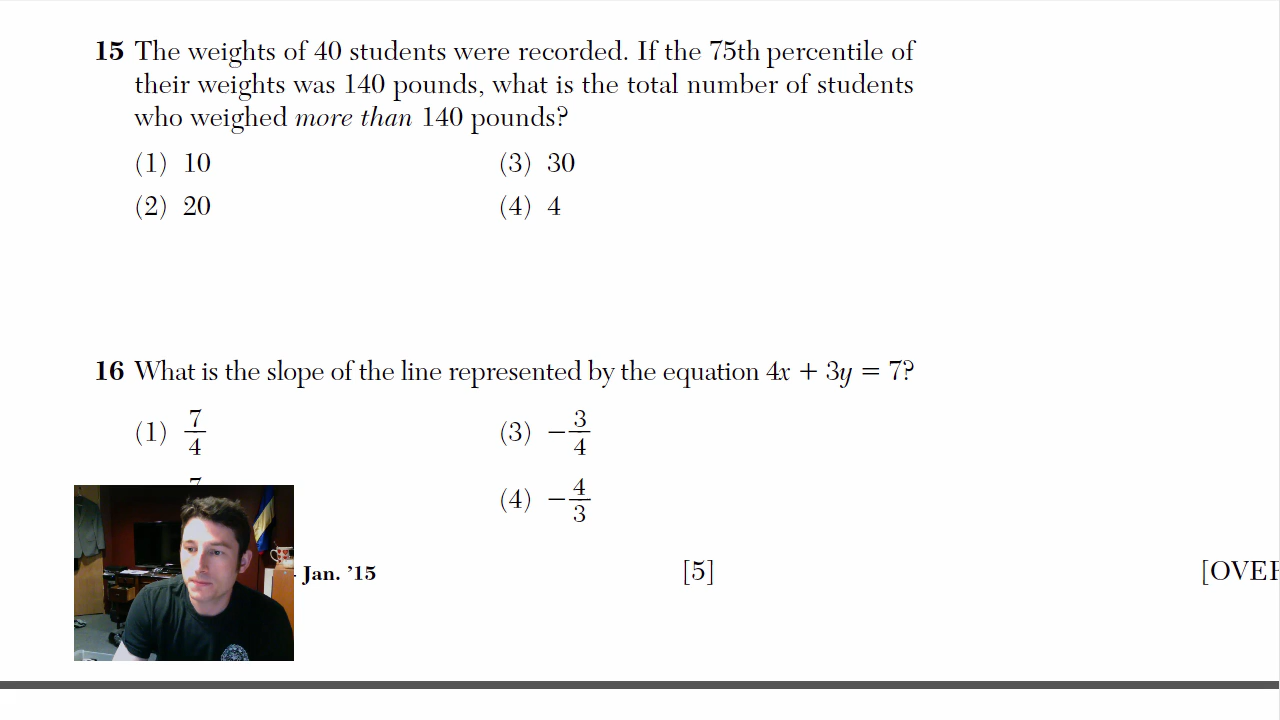 15 The weights of 40 students were recorded. If the 75th percentile of
their weights was 140 pounds, what is the total number of students
who weighed more than 140 pounds?
(1) 10 (3) 30
(2) 20 (4) 4
16 What is the slope of the line represented by the equation 4x + 3y = 7?
(1) 7/4 (3) −3/4
(4) −4/3
Jan. ’15 [5] [OVE